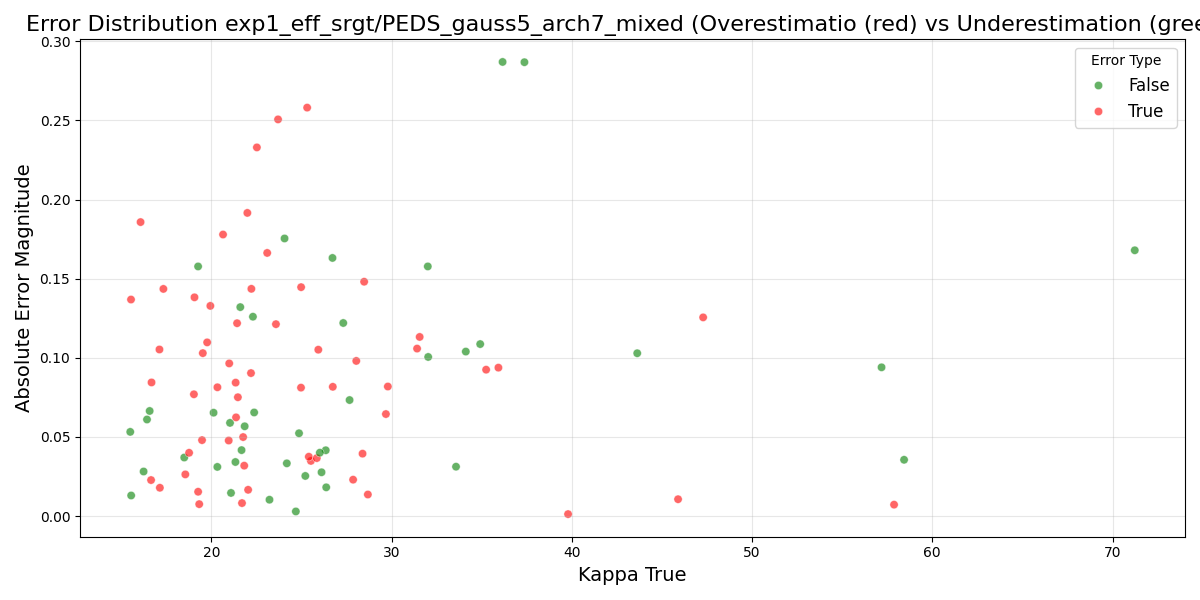 Error Distribution exp1_eff_srgt/PEDS_gauss5_arch7_mixed (Overestimatio (red) vs Underestimation (gree
Error Type
False
True
0.30
0.25
0.20
0.15
0.10
0.05
0.00
Absolute Error Magnitude
20 30 40 50 60 70
Kappa True